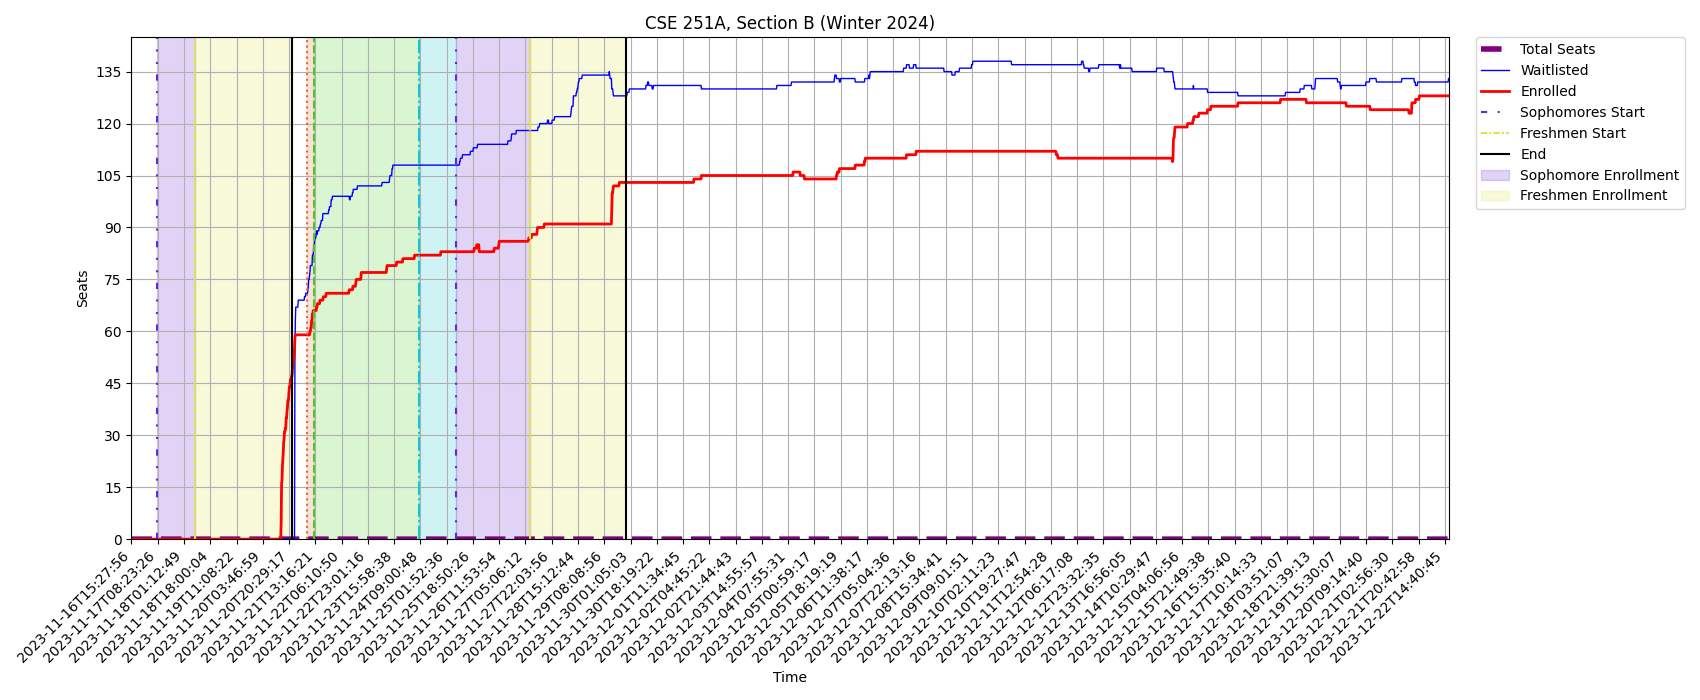 CSE 251A, Section B (Winter 2024)
Total Seats
Waitlisted
Enrolled
Sophomores Start
Freshmen Start
End
Sophomore Enrollment
Freshmen Enrollment
Seats
135
120
105
90
75
60
45
30
15
0
2023-11-16T15:27:56
2023-11-17T08:23:26
2023-11-18T01:12:49
2023-11-18T18:00:04
2023-11-19T11:08:22
2023-11-20T03:46:59
2023-11-20T20:29:17
2023-11-21T13:16:21
2023-11-22T06:10:50
2023-11-22T23:01:16
2023-11-23T15:58:38
2023-11-24T09:00:48
2023-11-25T01:52:36
2023-11-25T18:50:26
2023-11-26T11:53:54
2023-11-27T05:06:12
2023-11-27T22:03:56
2023-11-28T15:12:44
2023-11-29T08:08:56
2023-11-30T01:05:03
2023-11-30T18:19:22
2023-12-01T11:34:45
2023-12-02T04:45:22
2023-12-02T21:44:43
2023-12-03T14:55:57
2023-12-04T07:55:31
2023-12-05T00:59:17
2023-12-05T18:19:19
2023-12-06T11:38:17
2023-12-07T05:04:36
2023-12-07T22:13:16
2023-12-08T15:34:41
2023-12-09T09:01:51
2023-12-10T02:11:23
2023-12-10T19:27:47
2023-12-11T12:54:28
2023-12-12T06:17:08
2023-12-12T23:32:35
2023-12-13T16:56:05
2023-12-14T10:29:47
2023-12-15T04:06:56
2023-12-15T21:49:38
2023-12-16T15:35:40
2023-12-17T10:14:33
2023-12-18T03:51:07
2023-12-18T21:39:13
2023-12-19T15:30:07
2023-12-20T09:14:40
2023-12-21T02:56:30
2023-12-21T20:42:58
2023-12-22T14:40:45
Time